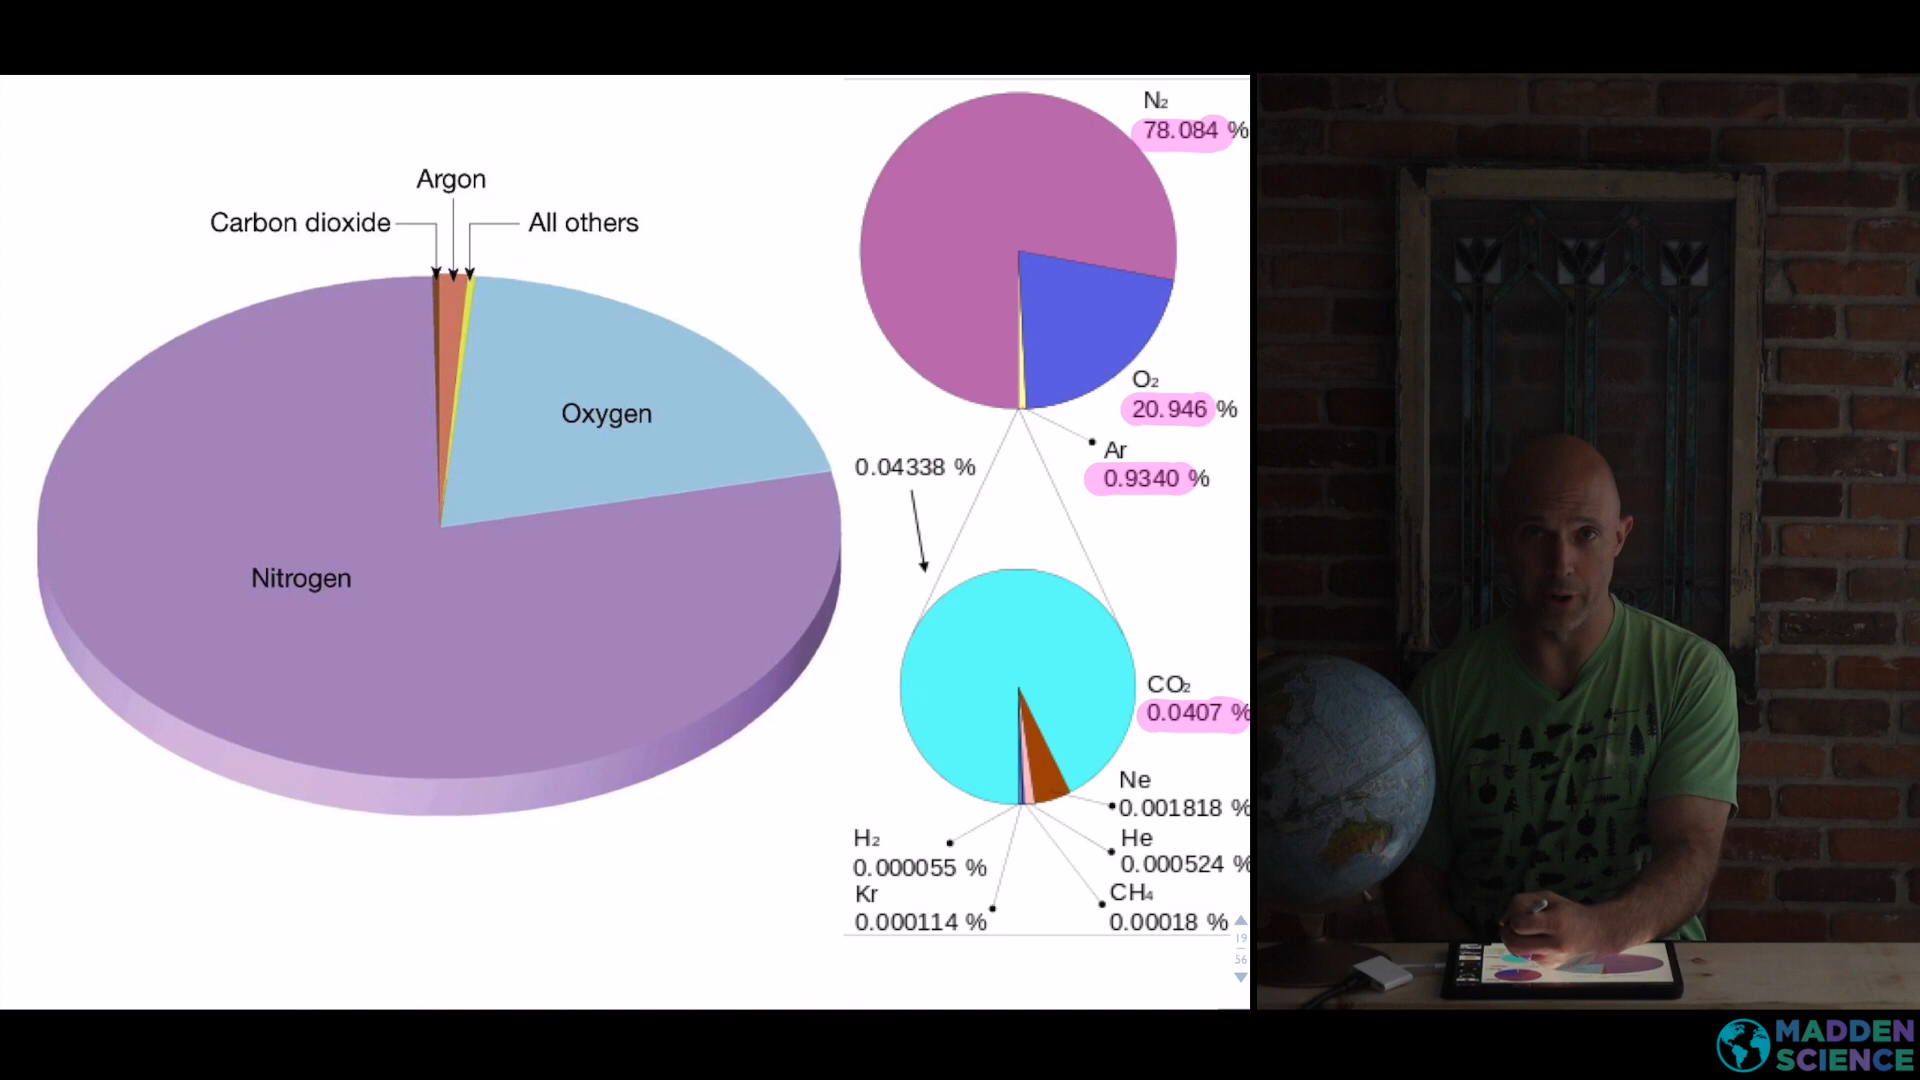 Argon
Carbon dioxide
All others
Oxygen
Nitrogen
N₂
78.084 %
O₂
20.946 %
Ar
0.9340 %
0.04338 %
CO₂
0.0407 %
Ne
0.001818 %
H₂
0.000055 %
He
0.000524 %
Kr
0.000114 %
CH₄
0.00018 %
19
56
MADDEN
SCIENCE